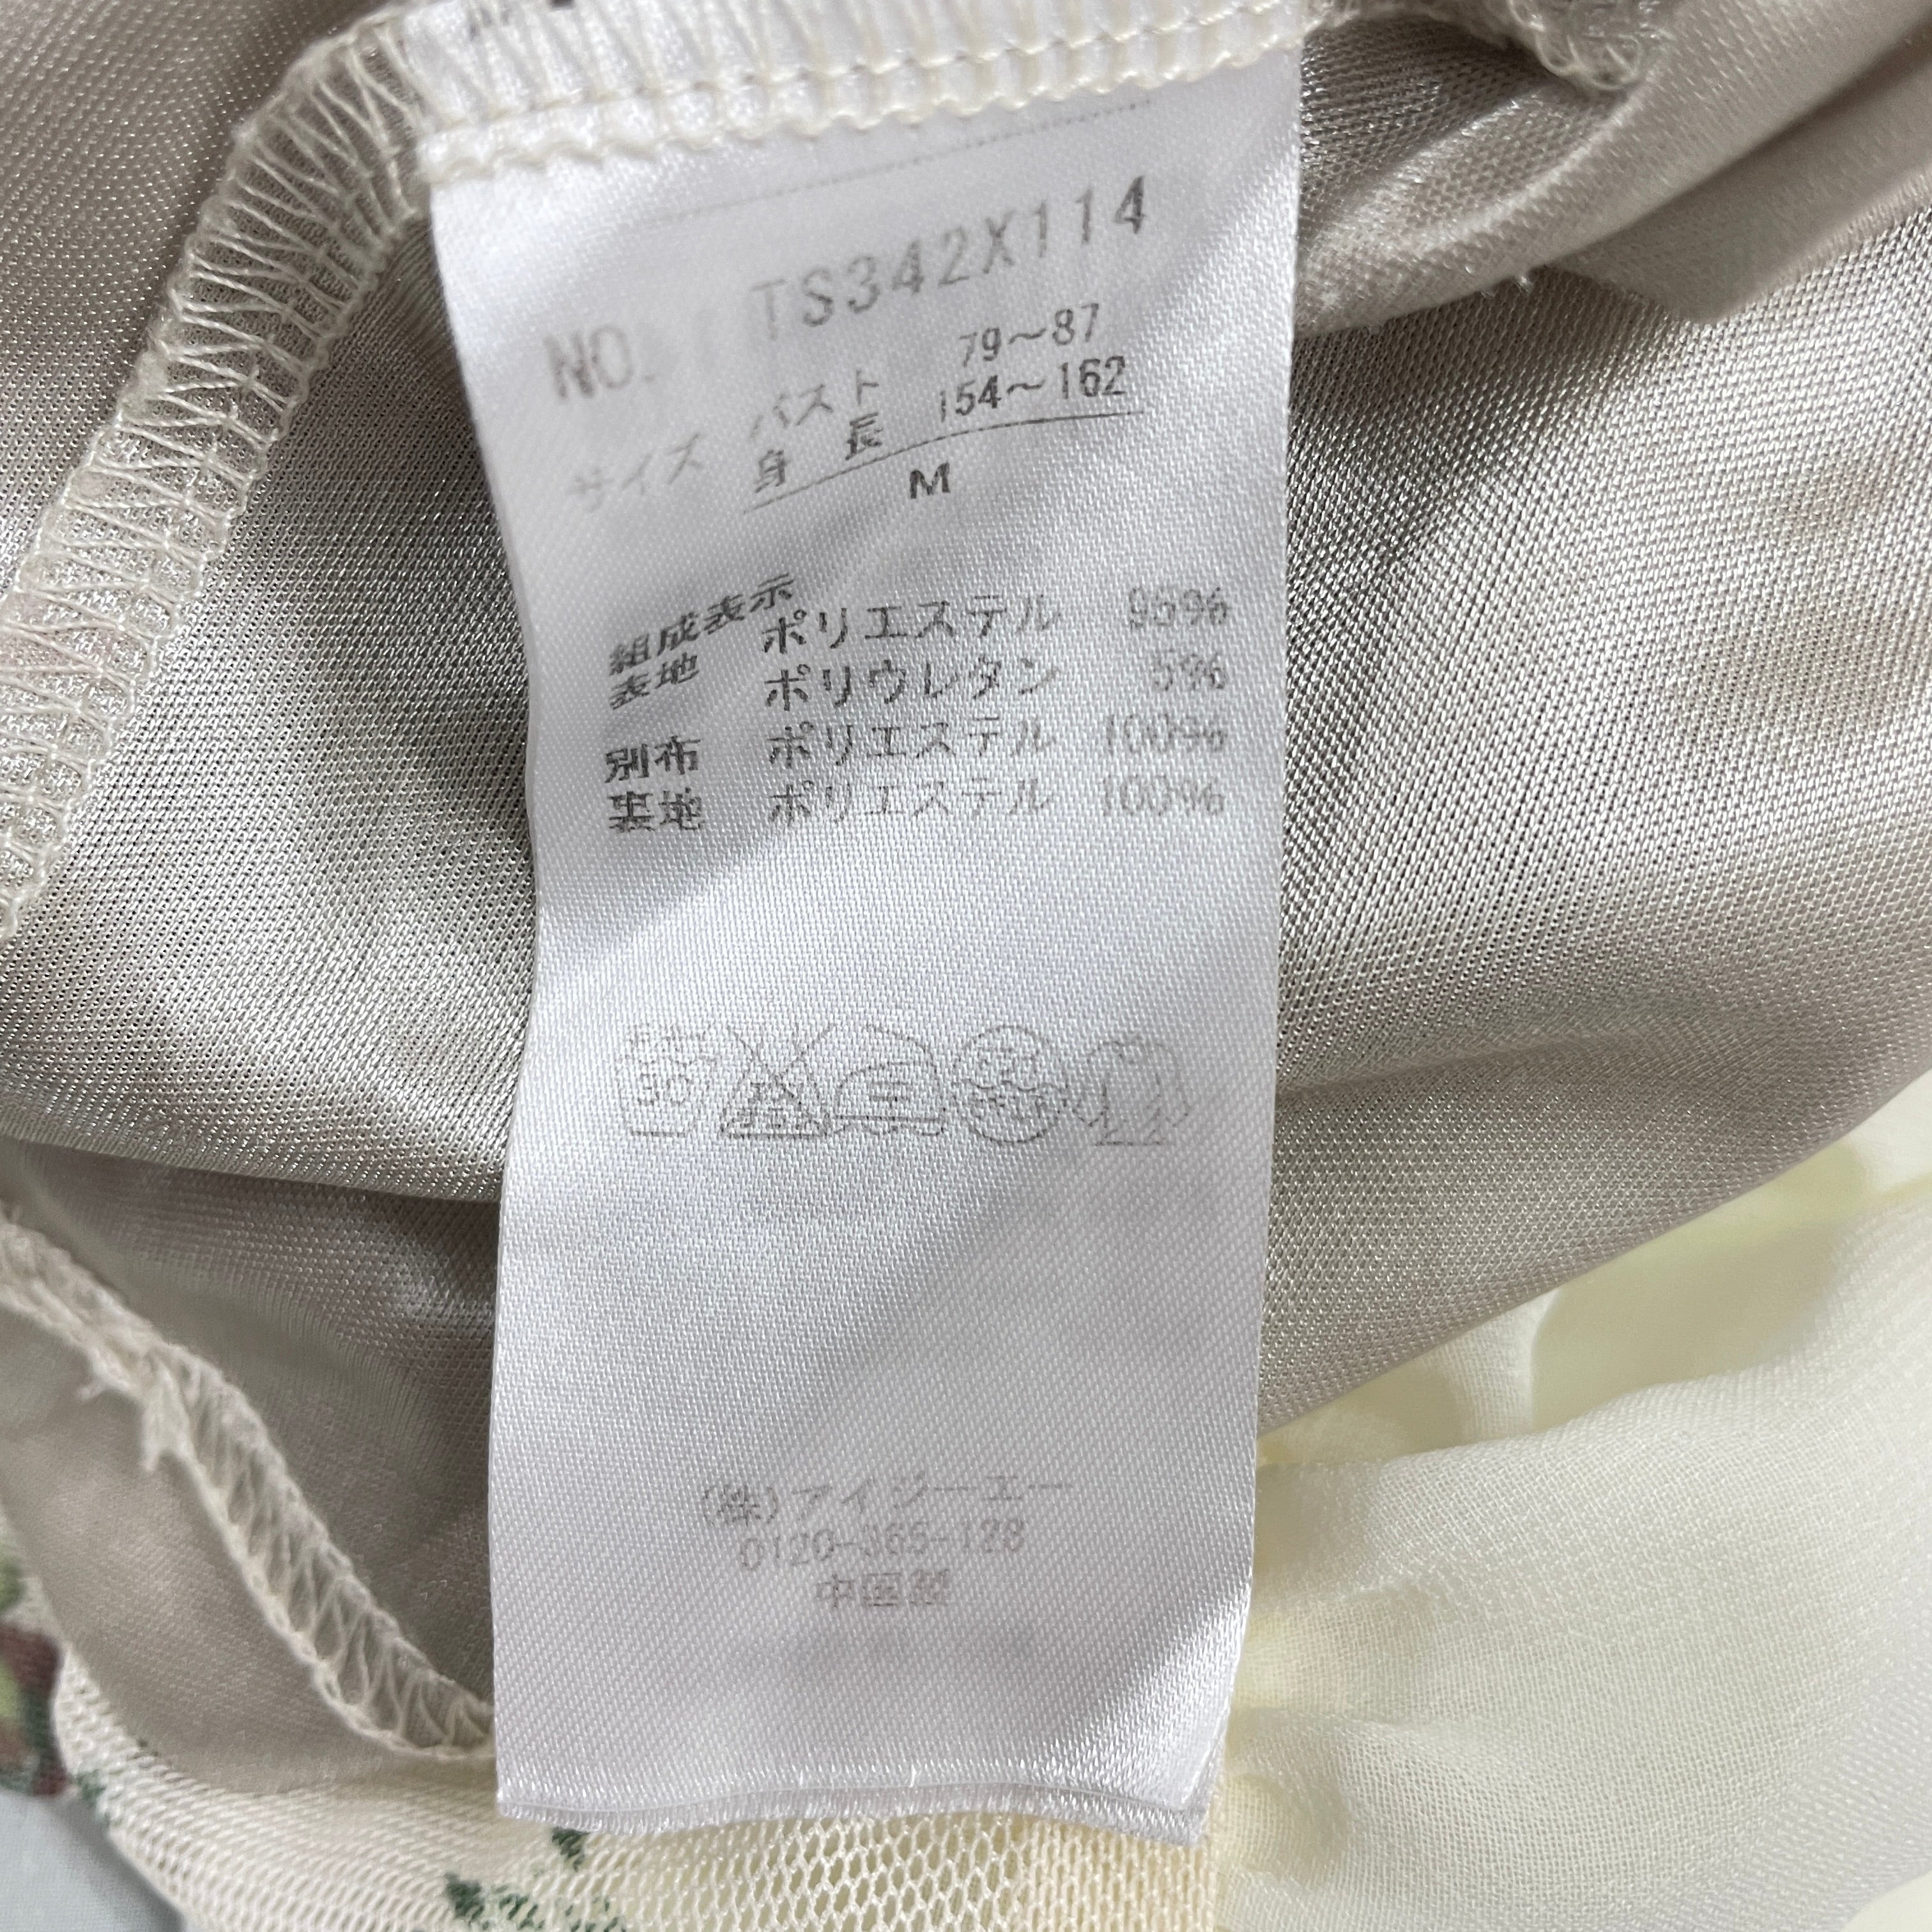 NO. TS342X114
サイズ バスト 79～87
身長 154～162
M
組成表示
表地 ポリエステル 95%
ポリウレタン 5%
別布 ポリエステル 100%
裏地 ポリエステル 100%
(株)アイジーエー
0120-365-128
中国製